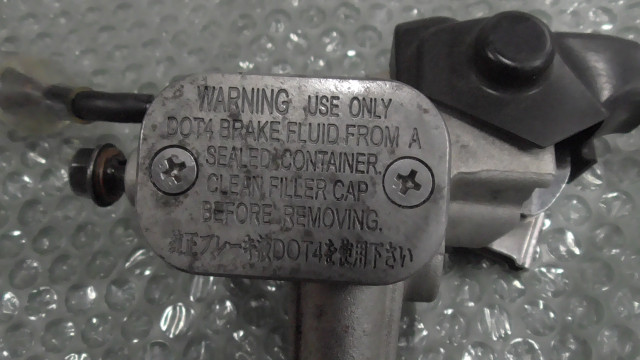 WARNING USE ONLY
DOT4 BRAKE FLUID FROM A
SEALED CONTAINER.
CLEAN FILLER CAP
BEFORE REMOVING.
純正ブレーキ液DOT4を使用下さい